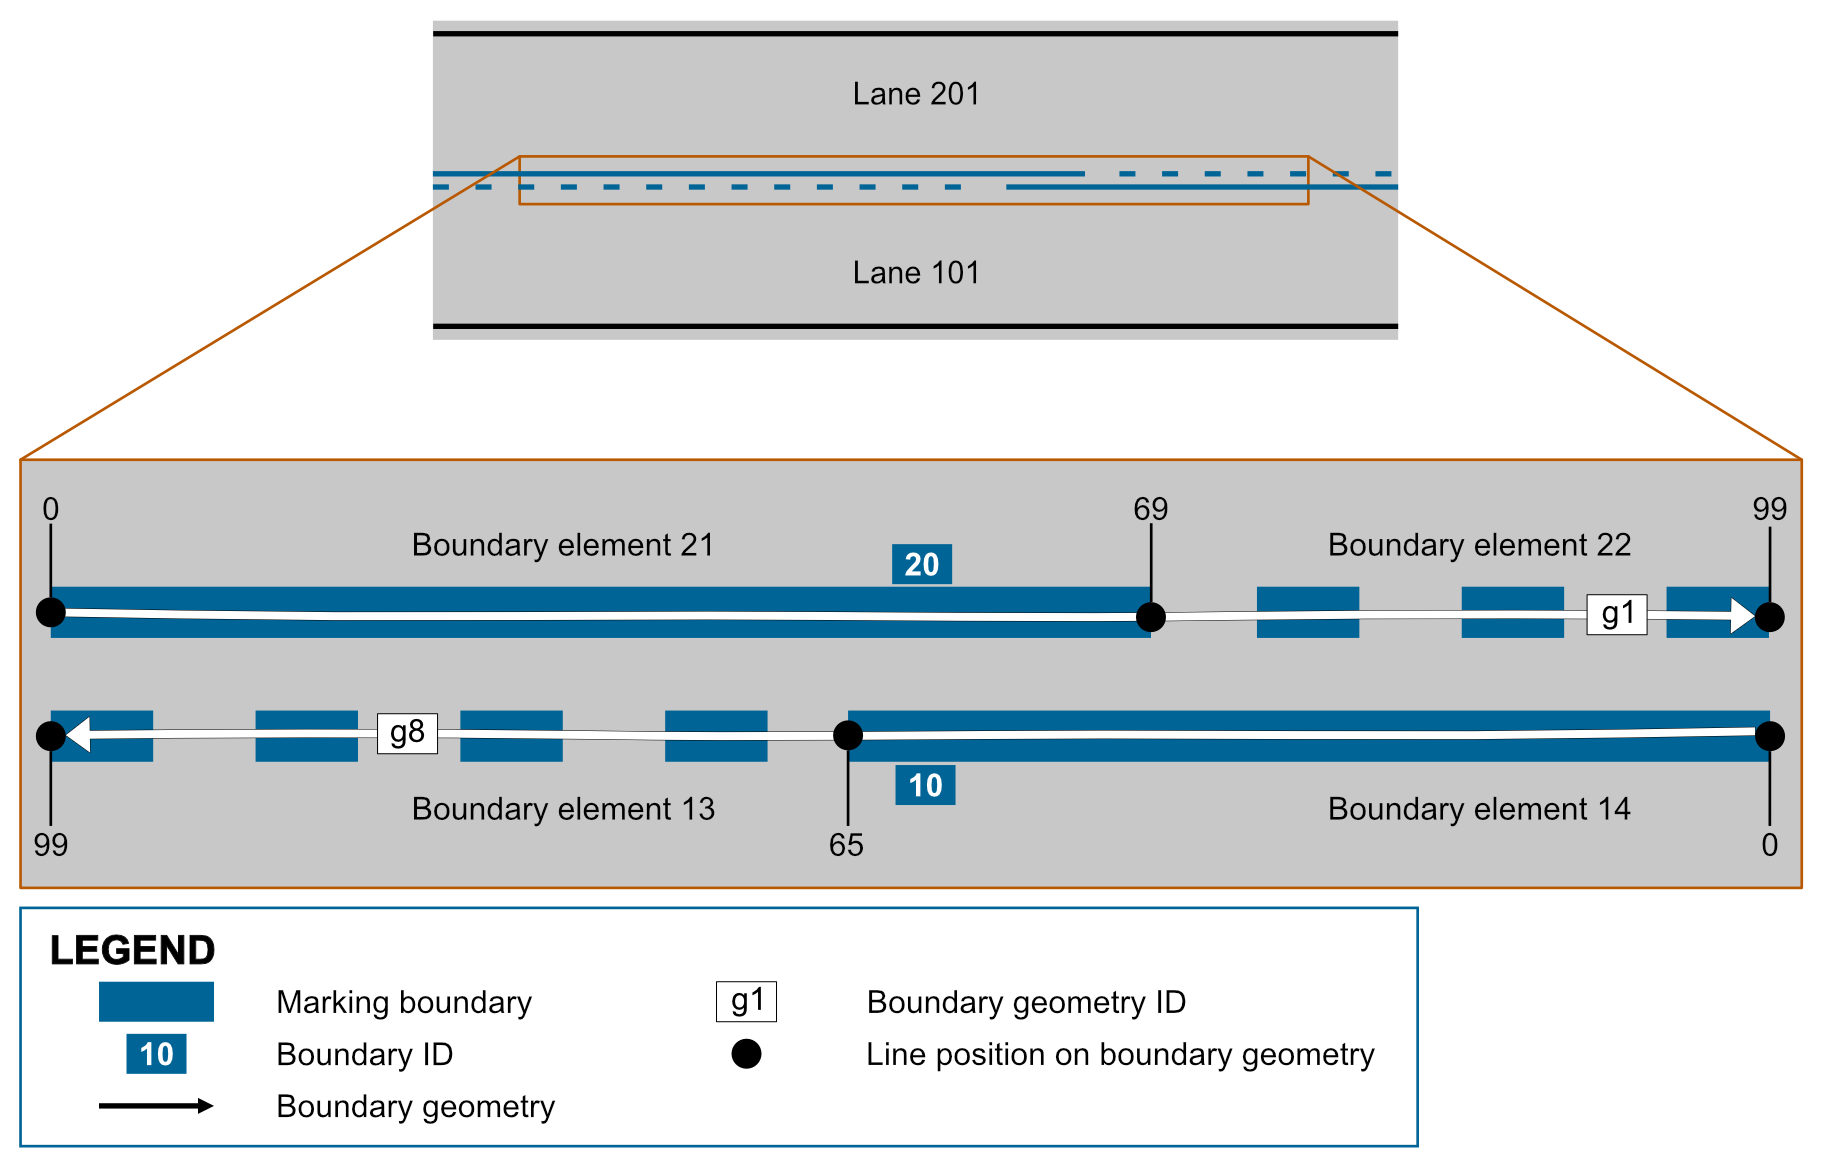 Lane 201
Lane 101
0
69
99
Boundary element 21
20
Boundary element 22
g1
g8
10
Boundary element 13
Boundary element 14
99
65
0
LEGEND
Marking boundary
g1
Boundary geometry ID
10
Boundary ID
Line position on boundary geometry
Boundary geometry